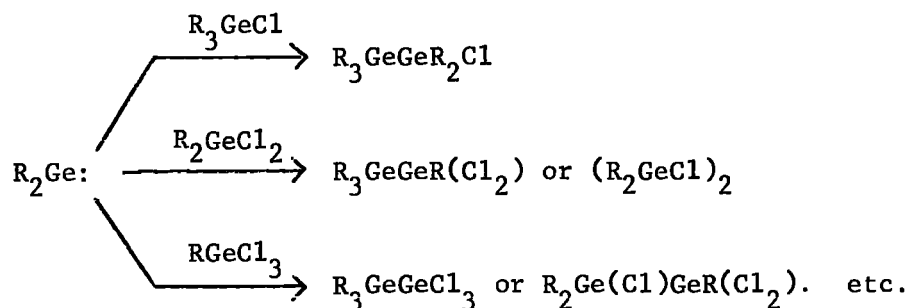 R₃GeCl
R₃GeGeR₂Cl
R₂GeCl₂
R₂Ge: R₃GeGeR(Cl₂) or (R₂GeCl)₂
RGeCl₃
R₃GeGeCl₃ or R₂Ge(Cl)GeR(Cl₂). etc.